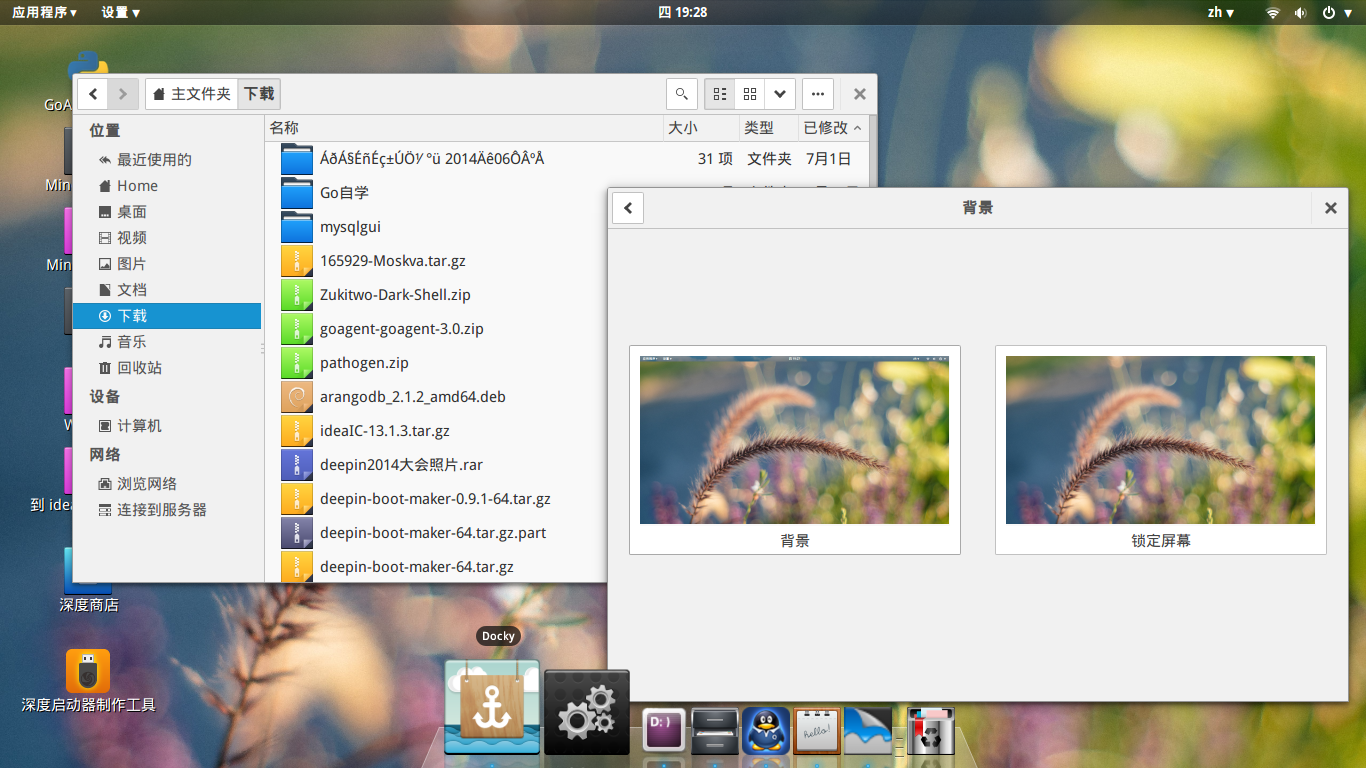 应用程序 设置 四 19:28 zh
GoA
主文件夹 下载
位置
最近使用的
Home
桌面
视频
图片
文档
下载
音乐
回收站
设备
计算机
网络
浏览网络
连接到服务器
名称 大小 类型 已修改
ÁðÁ§ÉñÉç±ÚÖ½ °ü 2014Äê06ÔÂºÅ 31 项 文件夹 7月1日
Go自学
mysqlgui
165929-Moskva.tar.gz
Zukitwo-Dark-Shell.zip
goagent-goagent-3.0.zip
pathogen.zip
arangodb_2.1.2_amd64.deb
ideaIC-13.1.3.tar.gz
deepin2014大会照片.rar
deepin-boot-maker-0.9.1-64.tar.gz
deepin-boot-maker-64.tar.gz.part
deepin-boot-maker-64.tar.gz
背景
背景
锁定屏幕
Min
Min
W
到 idea
深度商店
深度启动器制作工具
Docky
D:)
Hello!